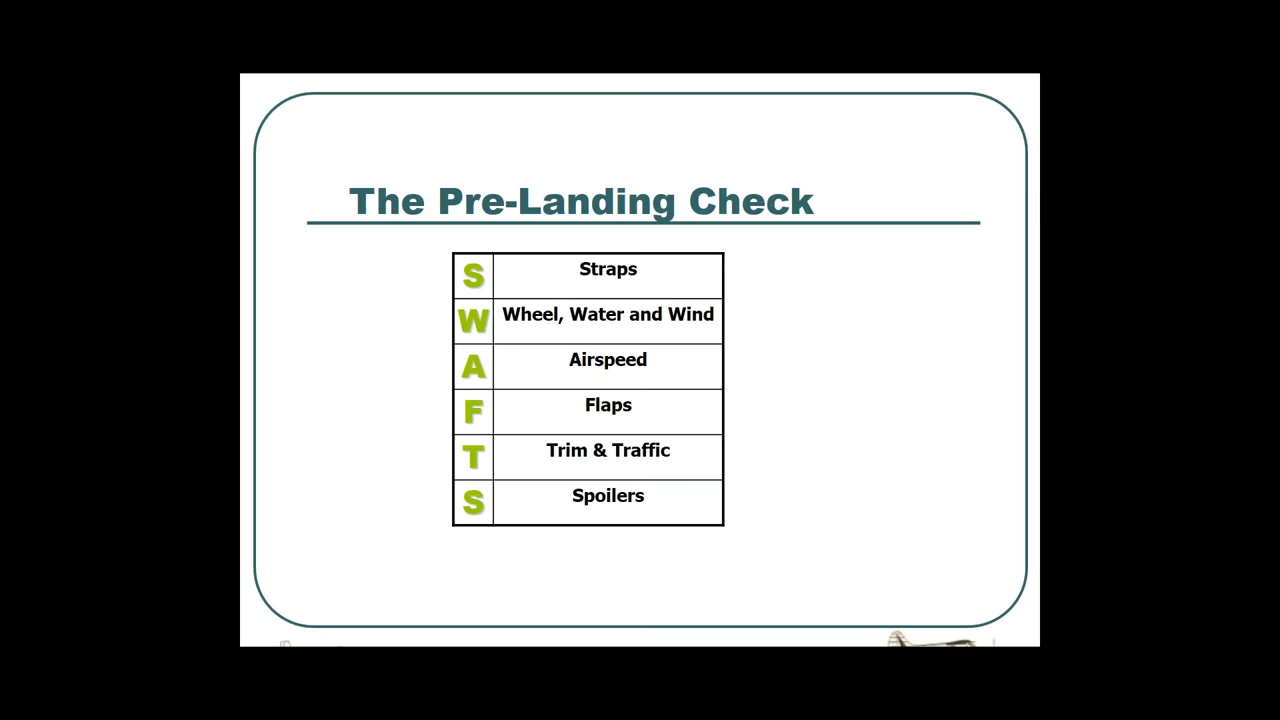 The Pre-Landing Check
S Straps
W Wheel, Water and Wind
A Airspeed
F Flaps
T Trim & Traffic
S Spoilers